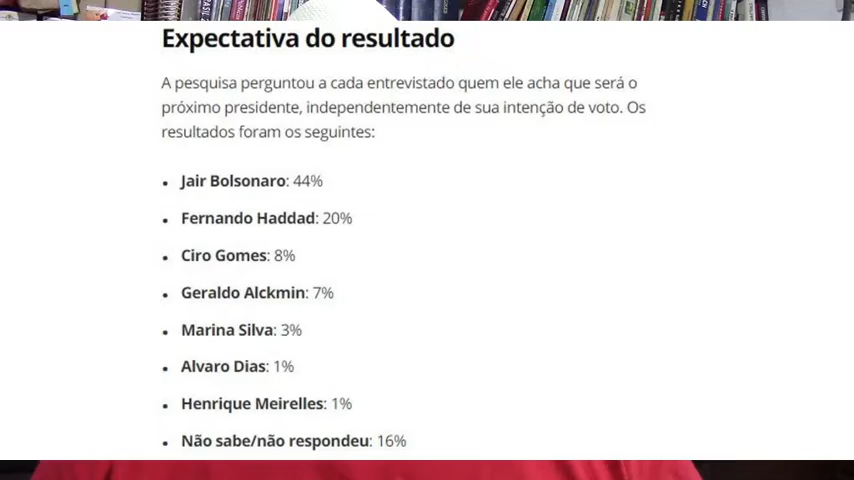 Expectativa do resultado
A pesquisa perguntou a cada entrevistado quem ele acha que será o
próximo presidente, independentemente de sua intenção de voto. Os
resultados foram os seguintes:
• Jair Bolsonaro: 44%
• Fernando Haddad: 20%
• Ciro Gomes: 8%
• Geraldo Alckmin: 7%
• Marina Silva: 3%
• Alvaro Dias: 1%
• Henrique Meirelles: 1%
• Não sabe/não respondeu: 16%